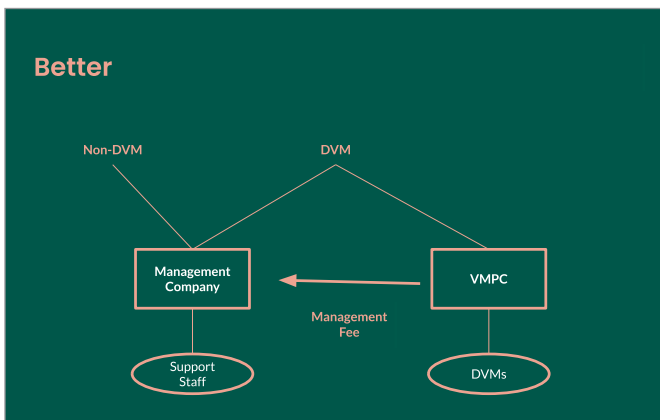 Better
Non-DVM
DVM
Management
Company
VMPC
Management
Fee
Support
Staff
DVMs